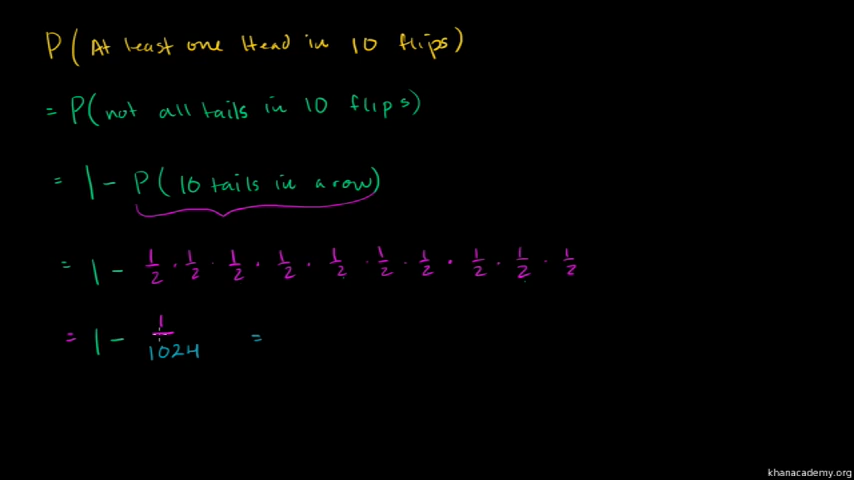 P(At least one Head in 10 flips)
= P(not all tails in 10 flips)
= 1 - P(10 tails in a row)
= 1 - 1/2 · 1/2 · 1/2 · 1/2 · 1/2 · 1/2 · 1/2 · 1/2 · 1/2 · 1/2
= 1 - 1/1024 =
khanacademy.org